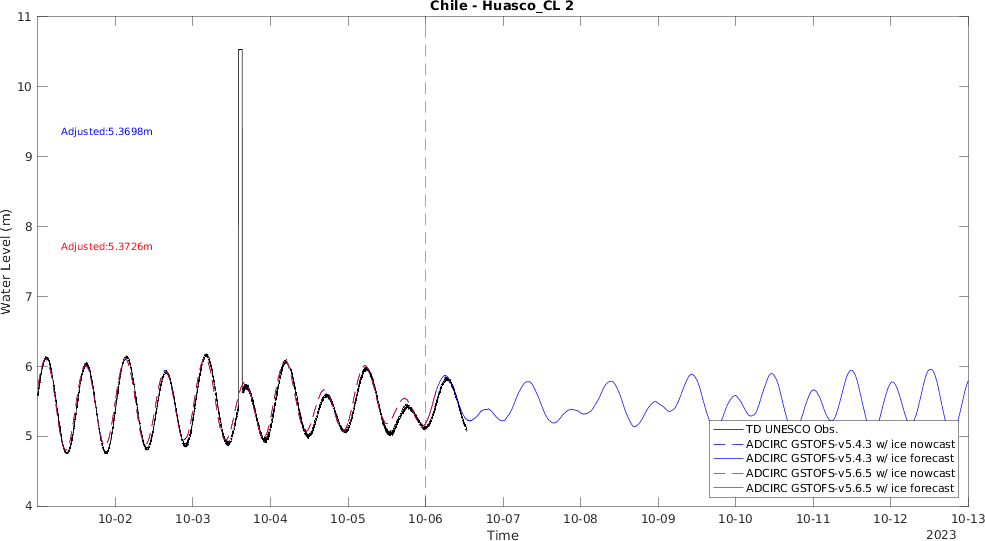 Chile - Huasco_CL 2
11
10
9
8
7
6
5
4
Water Level (m)
Adjusted:5.3698m
Adjusted:5.3726m
TD UNESCO Obs.
ADCIRC GSTOFS-v5.4.3 w/ ice nowcast
ADCIRC GSTOFS-v5.4.3 w/ ice forecast
ADCIRC GSTOFS-v5.6.5 w/ ice nowcast
ADCIRC GSTOFS-v5.6.5 w/ ice forecast
10-02 10-03 10-04 10-05 10-06 10-07 10-08 10-09 10-10 10-11 10-12 10-13
Time
2023